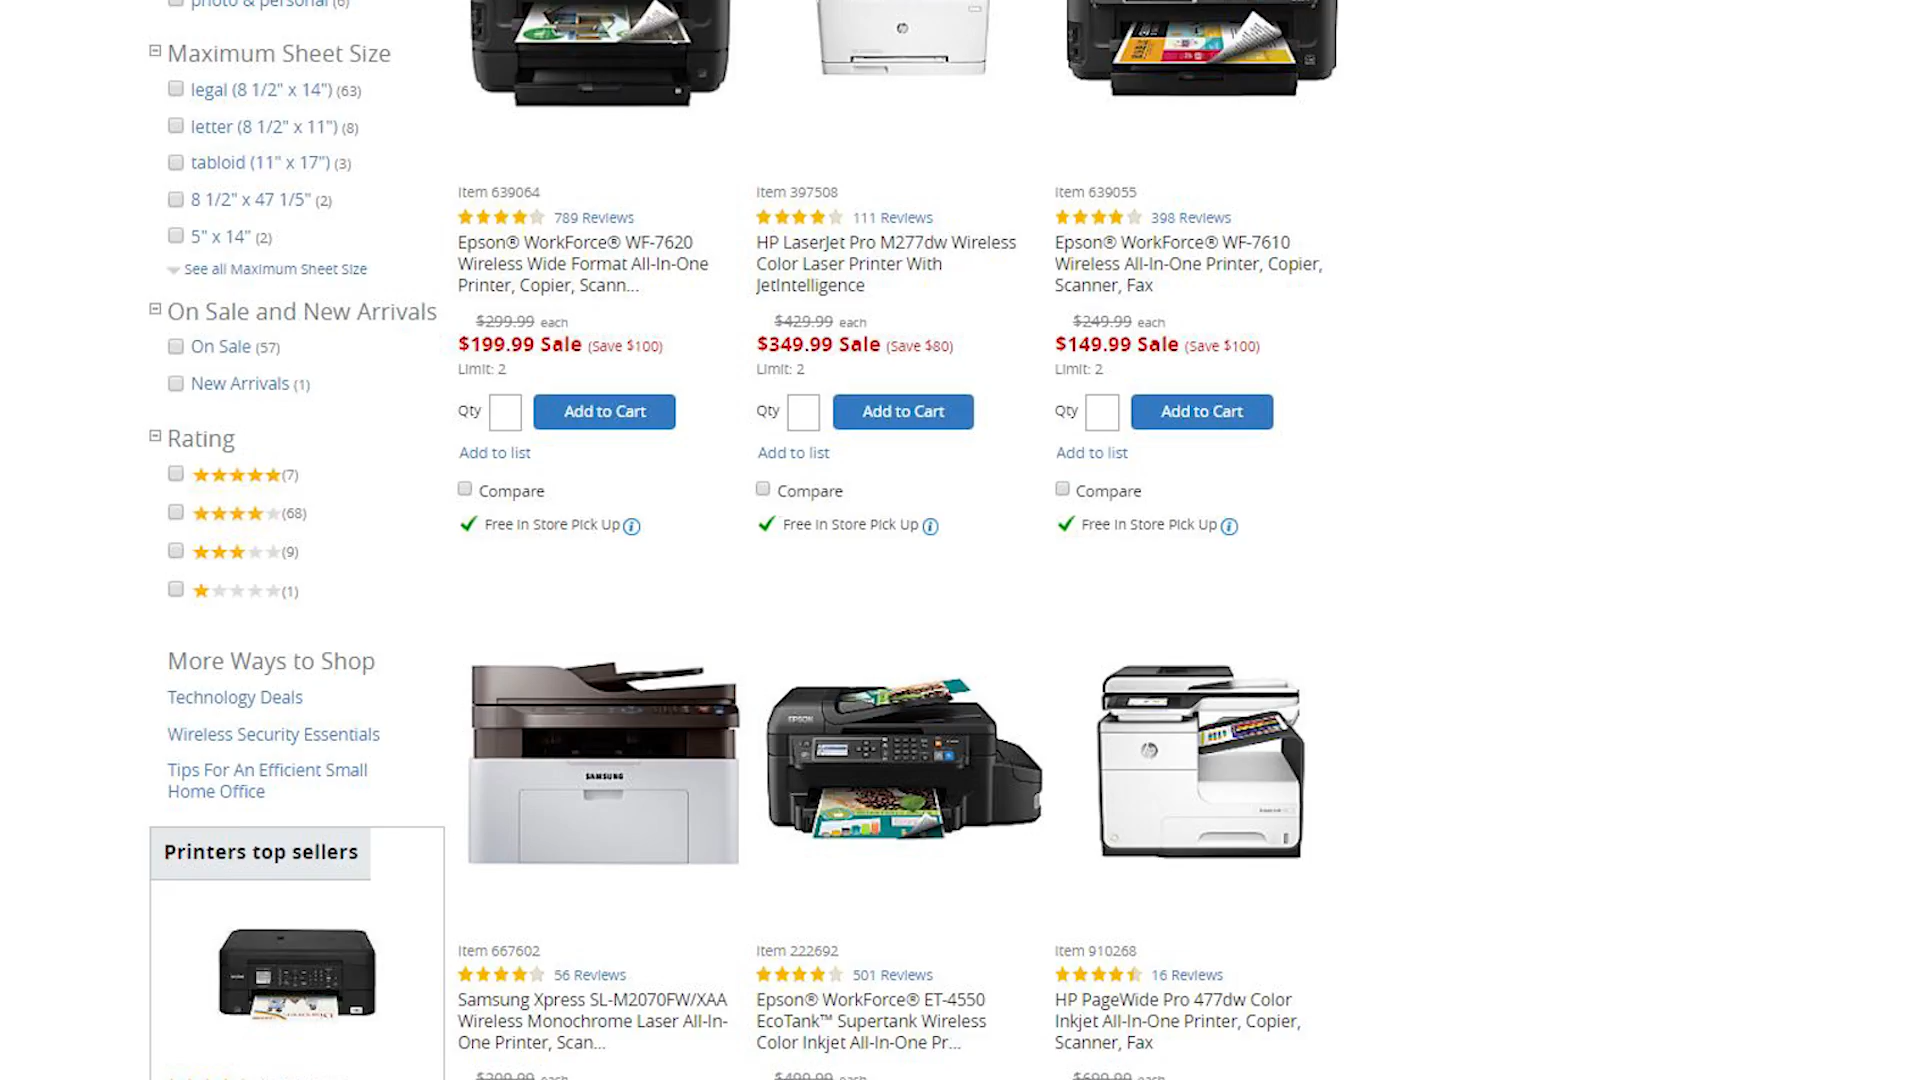 photo & personal (6)
Maximum Sheet Size
legal (8 1/2" x 14") (63)
letter (8 1/2" x 11") (8)
tabloid (11" x 17") (3)
8 1/2" x 47 1/5" (2)
5" x 14" (2)
See all Maximum Sheet Size
On Sale and New Arrivals
On Sale (57)
New Arrivals (1)
Rating
(7)
(68)
(9)
(1)
More Ways to Shop
Technology Deals
Wireless Security Essentials
Tips For An Efficient Small
Home Office
Printers top sellers
Item 639064
789 Reviews
Epson® WorkForce® WF-7620
Wireless Wide Format All-In-One
Printer, Copier, Scann...
$299.99 each
$199.99 Sale (Save $100)
Limit: 2
Qty
Add to Cart
Add to list
Compare
Free In Store Pick Up
Item 397508
111 Reviews
HP LaserJet Pro M277dw Wireless
Color Laser Printer With
JetIntelligence
$429.99 each
$349.99 Sale (Save $80)
Limit: 2
Qty
Add to Cart
Add to list
Compare
Free In Store Pick Up
Item 639055
398 Reviews
Epson® WorkForce® WF-7610
Wireless All-In-One Printer, Copier,
Scanner, Fax
$249.99 each
$149.99 Sale (Save $100)
Limit: 2
Qty
Add to Cart
Add to list
Compare
Free In Store Pick Up
SAMSUNG
Item 667602
56 Reviews
Samsung Xpress SL-M2070FW/XAA
Wireless Monochrome Laser All-In-
One Printer, Scan...
EPSON
Item 222692
501 Reviews
Epson® WorkForce® ET-4550
EcoTank™ Supertank Wireless
Color Inkjet All-In-One Pr...
$499.99 each
hp
Item 910268
16 Reviews
HP PageWide Pro 477dw Color
Inkjet All-In-One Printer, Copier,
Scanner, Fax
$699.99 each